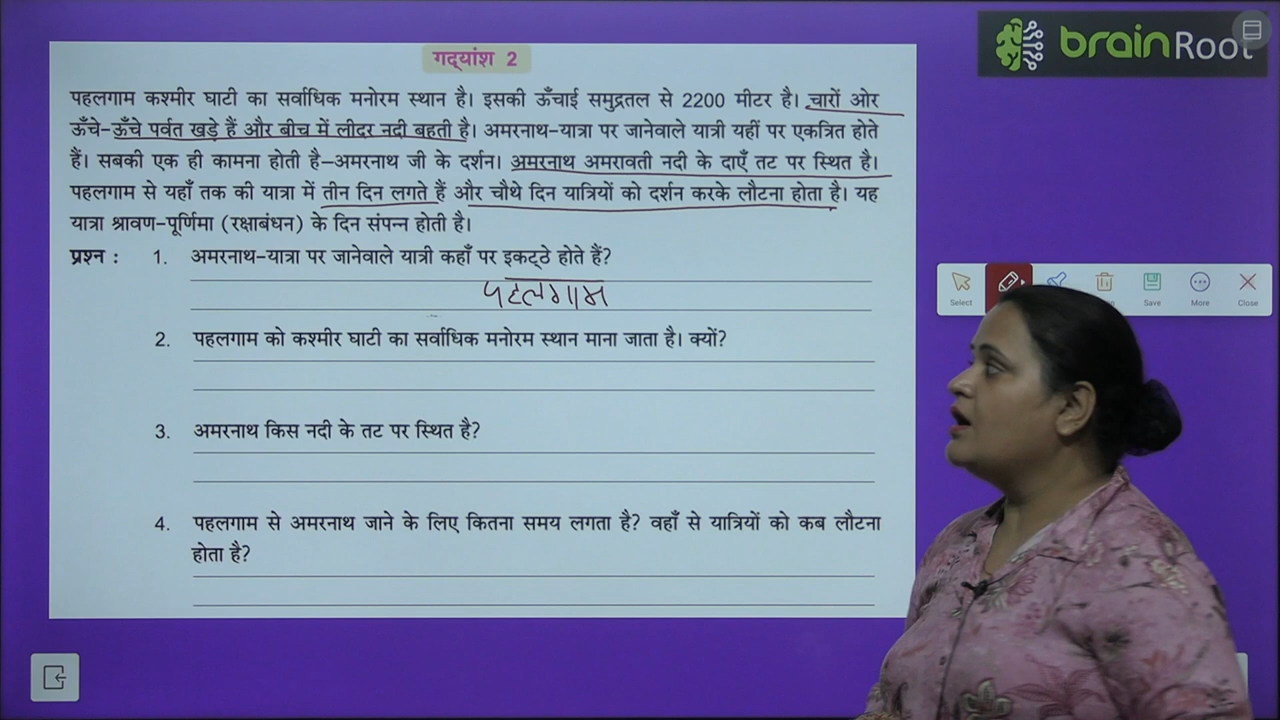 brainRoot
गद्यांश 2
पहलगाम कश्मीर घाटी का सर्वाधिक मनोरम स्थान है। इसकी ऊँचाई समुद्रतल से 2200 मीटर है। चारों ओर
ऊँचे-ऊँचे पर्वत खड़े हैं और बीच में लीदर नदी बहती है। अमरनाथ-यात्रा पर जानेवाले यात्री यहीं पर एकत्रित होते
हैं। सबकी एक ही कामना होती है-अमरनाथ जी के दर्शन। अमरनाथ अमरावती नदी के दाएँ तट पर स्थित है।
पहलगाम से यहाँ तक की यात्रा में तीन दिन लगते हैं और चौथे दिन यात्रियों को दर्शन करके लौटना होता है। यह
यात्रा श्रावण-पूर्णिमा (रक्षाबंधन) के दिन संपन्न होती है।
प्रश्न : 1. अमरनाथ-यात्रा पर जानेवाले यात्री कहाँ पर इकट्ठे होते हैं?
पहलगाम
2. पहलगाम को कश्मीर घाटी का सर्वाधिक मनोरम स्थान माना जाता है। क्यों?
3. अमरनाथ किस नदी के तट पर स्थित है?
4. पहलगाम से अमरनाथ जाने के लिए कितना समय लगता है? वहाँ से यात्रियों को कब लौटना
होता है?
Select
Save
More
Close